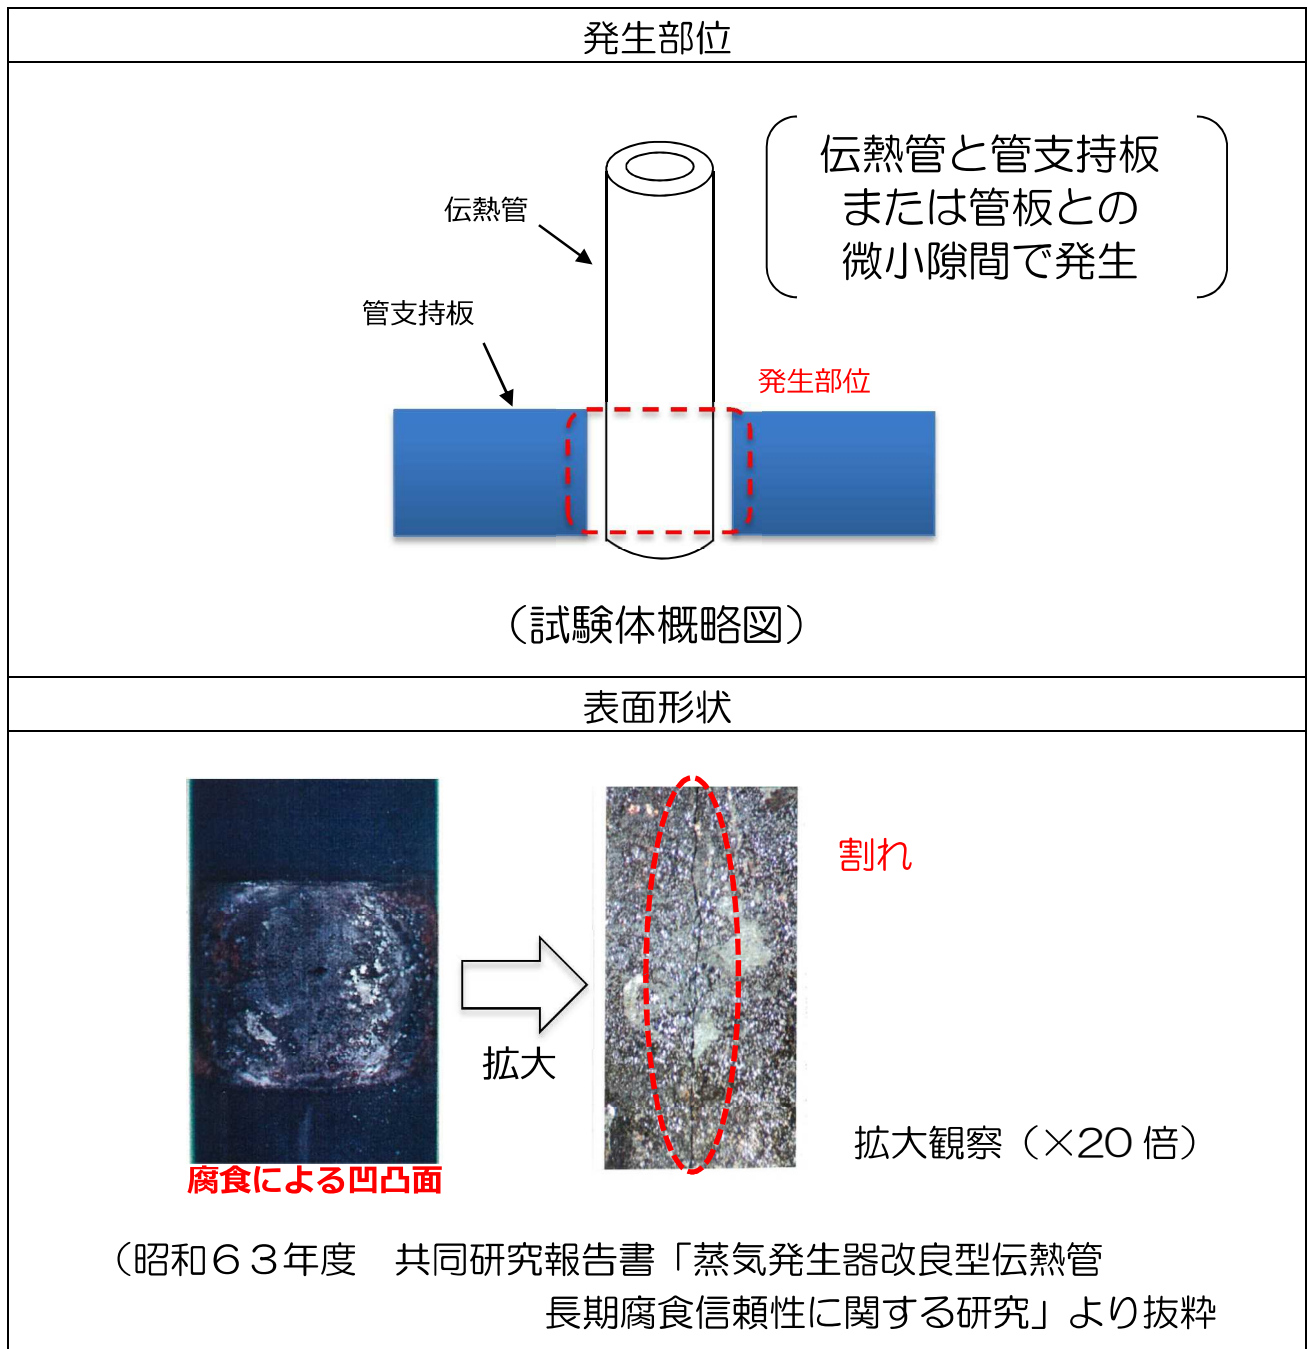 発生部位
伝熱管と管支持板
または管板との
微小隙間で発生
伝熱管
管支持板
発生部位
（試験体概略図）
表面形状
割れ
拡大
拡大観察（×20 倍）
腐食による凹凸面
（昭和６３年度　共同研究報告書「蒸気発生器改良型伝熱管
長期腐食信頼性に関する研究」より抜粋